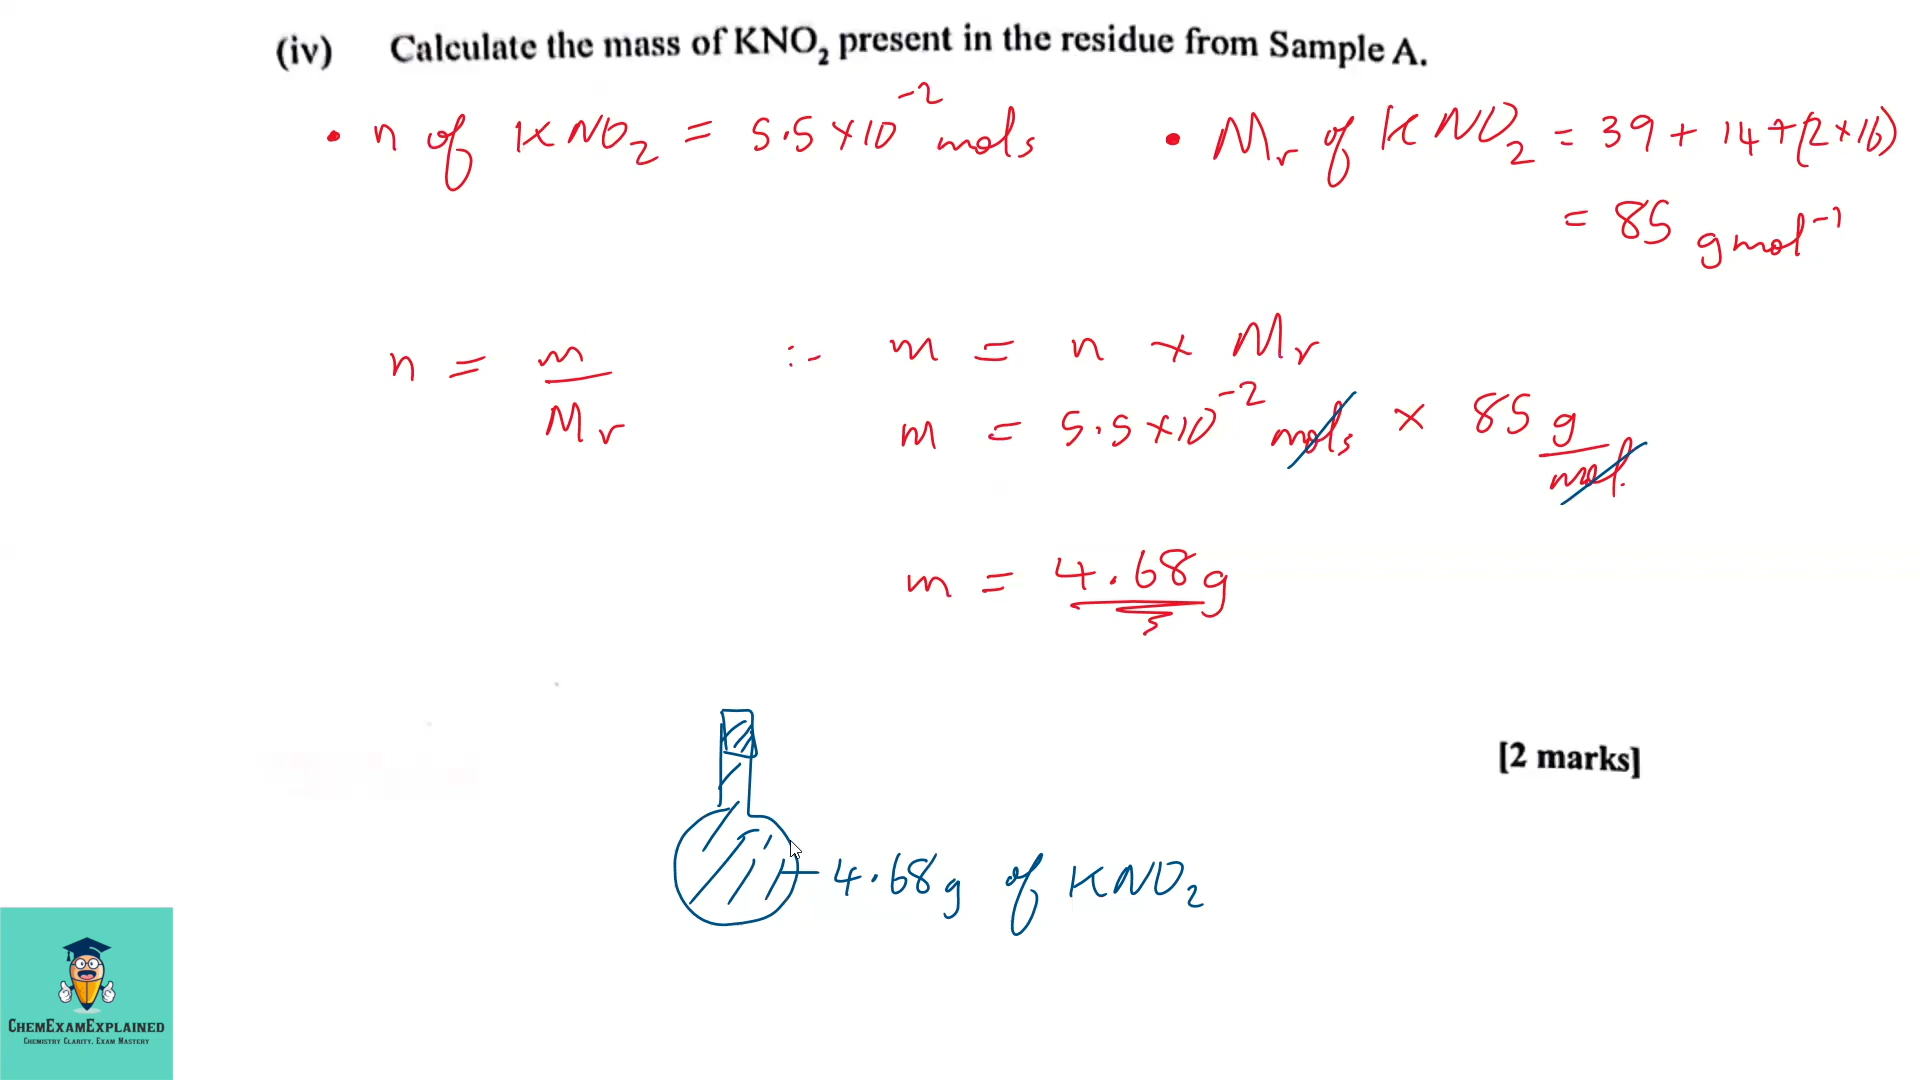 (iv) Calculate the mass of KNO₂ present in the residue from Sample A.
• n of KNO₂ = 5.5×10⁻² mols
• Mr of KNO₂ = 39 + 14 + (2×16)
= 85 gmol⁻¹
n = m/Mr
∴ m = n × Mr
m = 5.5×10⁻² mols × 85 g/mol.
m = 4.68g
[2 marks]
4.68g of KNO₂
CHEMEXAMEXPLAINED
CHEMISTRY CLARITY, EXAM MASTERY